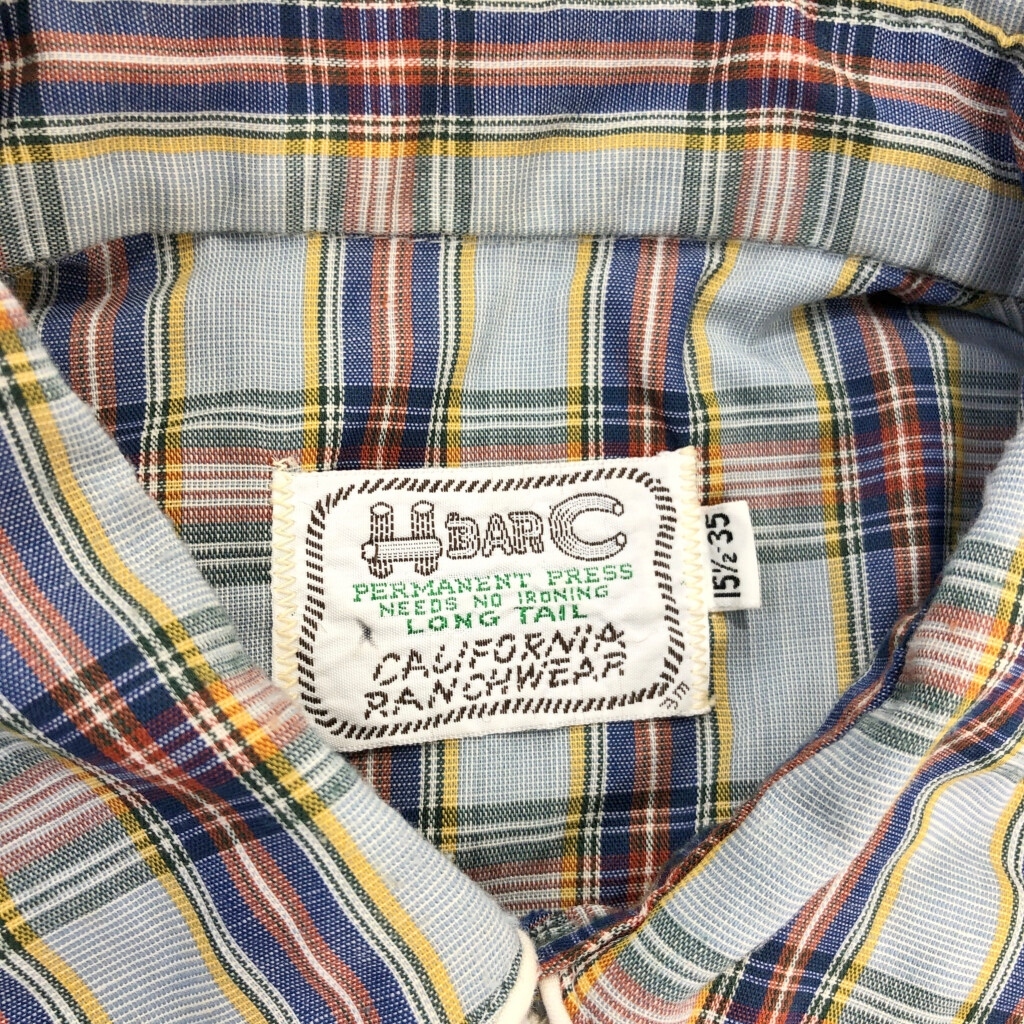 H BAR C
PERMANENT PRESS
NEEDS NO IRONING
LONG TAIL
CALIFORNIA
RANCHWEAR
15½-35